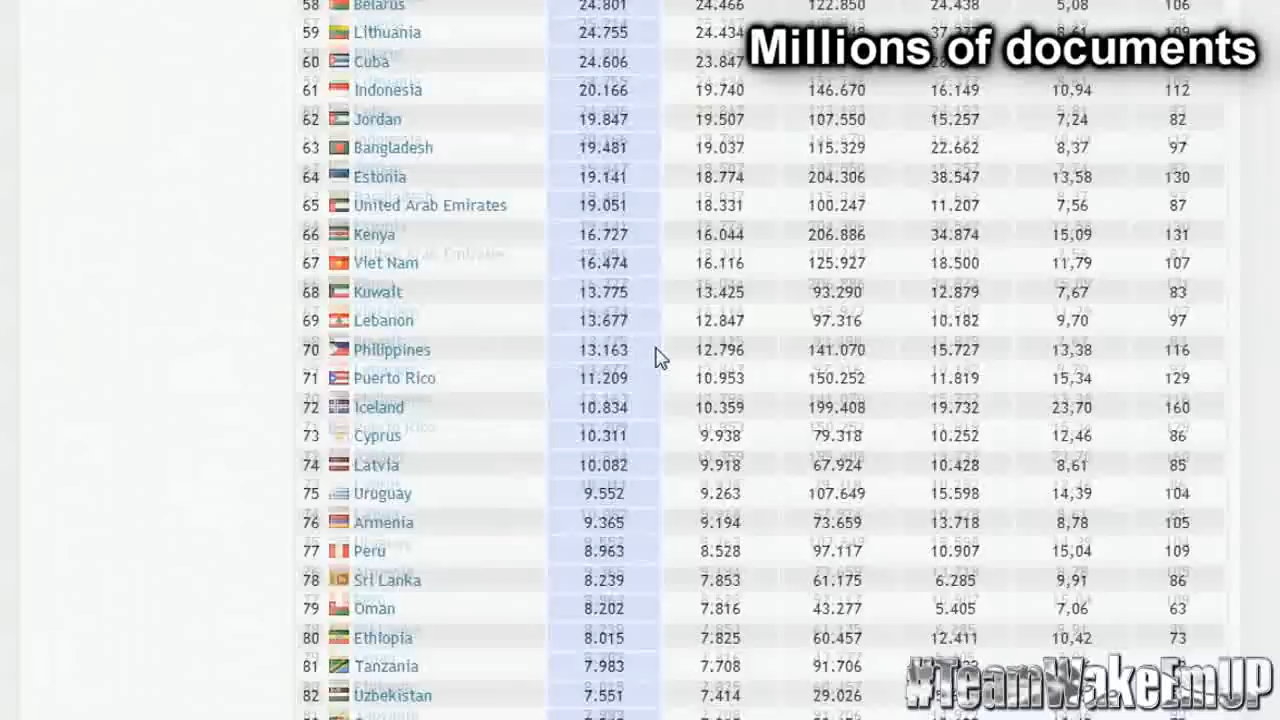 58 Belarus 24.801 24.466 122.850 24.438 5,08 106
59 Lithuania 24.755 24.434
Millions of documents
60 Cuba 24.606 23.847
61 Indonesia 20.166 19.740 146.670 16.149 10,94 112
62 Jordan 19.847 19.507 107.550 15.257 7,24 82
63 Bangladesh 19.481 19.037 115.329 22.662 8,37 97
64 Estonia 19.141 18.774 204.306 38.547 13,58 130
65 United Arab Emirates 19.051 18.331 100.247 11.207 7,56 87
66 Kenya 16.727 16.044 206.886 34.874 15,09 131
67 Viet Nam 16.474 16.116 125.927 18.500 11,79 107
68 Kuwait 13.775 13.425 93.290 12.879 7,67 83
69 Lebanon 13.677 12.847 97.316 10.182 9,70 97
70 Philippines 13.163 12.796 141.070 15.727 13,38 116
71 Puerto Rico 11.209 10.953 150.252 11.819 15,34 129
72 Iceland 10.834 10.359 199.408 19.732 23,70 160
73 Cyprus 10.311 9.938 79.318 10.252 12,46 86
74 Latvia 10.082 9.918 67.924 10.428 8,61 85
75 Uruguay 9.552 9.263 107.649 15.598 14,39 104
76 Armenia 9.365 9.194 73.659 13.718 8,78 105
77 Peru 8.963 8.528 97.117 10.907 15,04 109
78 Sri Lanka 8.239 7.853 61.175 6.285 9,91 86
79 Oman 8.202 7.816 43.277 5.405 7,06 63
80 Ethiopia 8.015 7.825 60.457 12.411 10,42 73
81 Tanzania 7.983 7.708 91.706
82 Uzbekistan 7.551 7.414 29.026
#TeamWakeEmUP